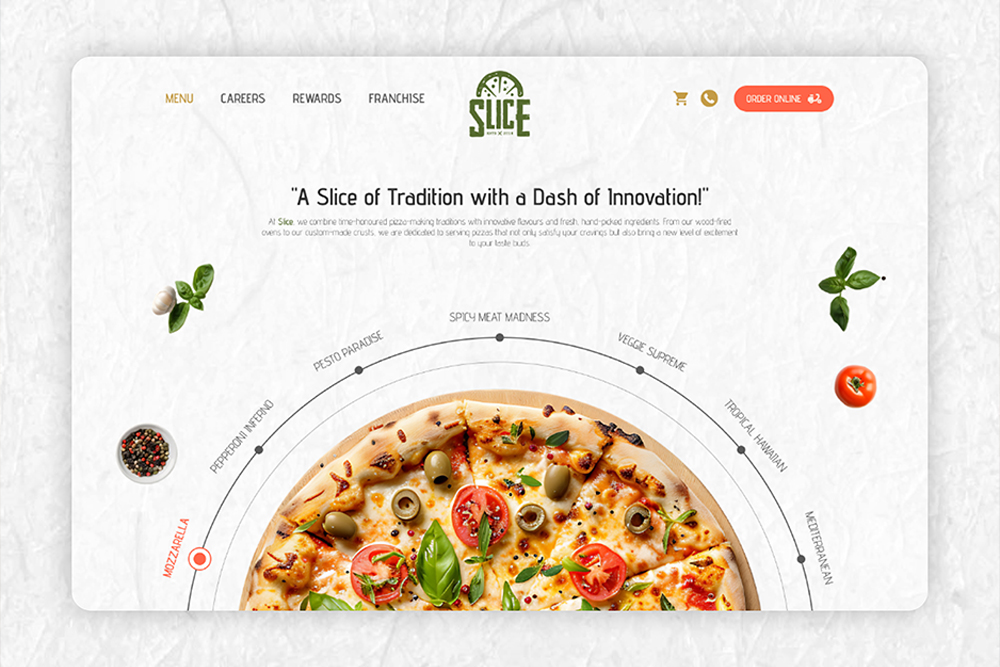 MENU
CAREERS
REWARDS
FRANCHISE
SLICE
ORDER ONLINE
"A Slice of Tradition with a Dash of Innovation!"
At Slice, we combine time-honoured pizza-making traditions with innovative flavours and fresh, hand-picked ingredients. From our wood-fired
ovens to our custom-made crusts, we are dedicated to serving pizzas that not only satisfy your cravings but also bring a new level of excitement
to your taste buds.
SPICY MEAT MADNESS
PESTO PARADISE
VEGGIE SUPREME
PEPPERONI INFERNO
TROPICAL HAWAIIAN
MOZZARELLA
MEDITERRANEAN